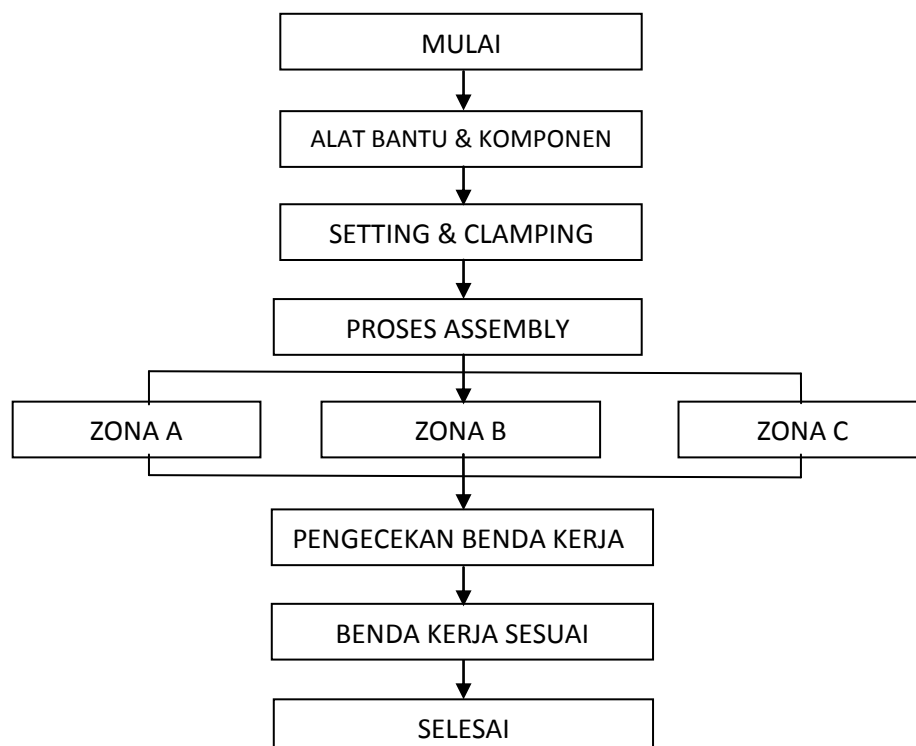 MULAI
ALAT BANTU & KOMPONEN
SETTING & CLAMPING
PROSES ASSEMBLY
ZONA A
ZONA B
ZONA C
PENGECEKAN BENDA KERJA
BENDA KERJA SESUAI
SELESAI